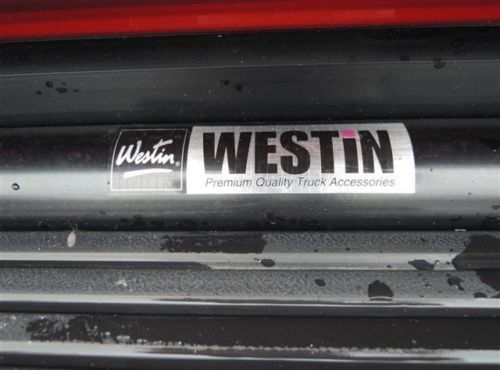 Westin®
WESTiN
Premium Quality Truck Accessories